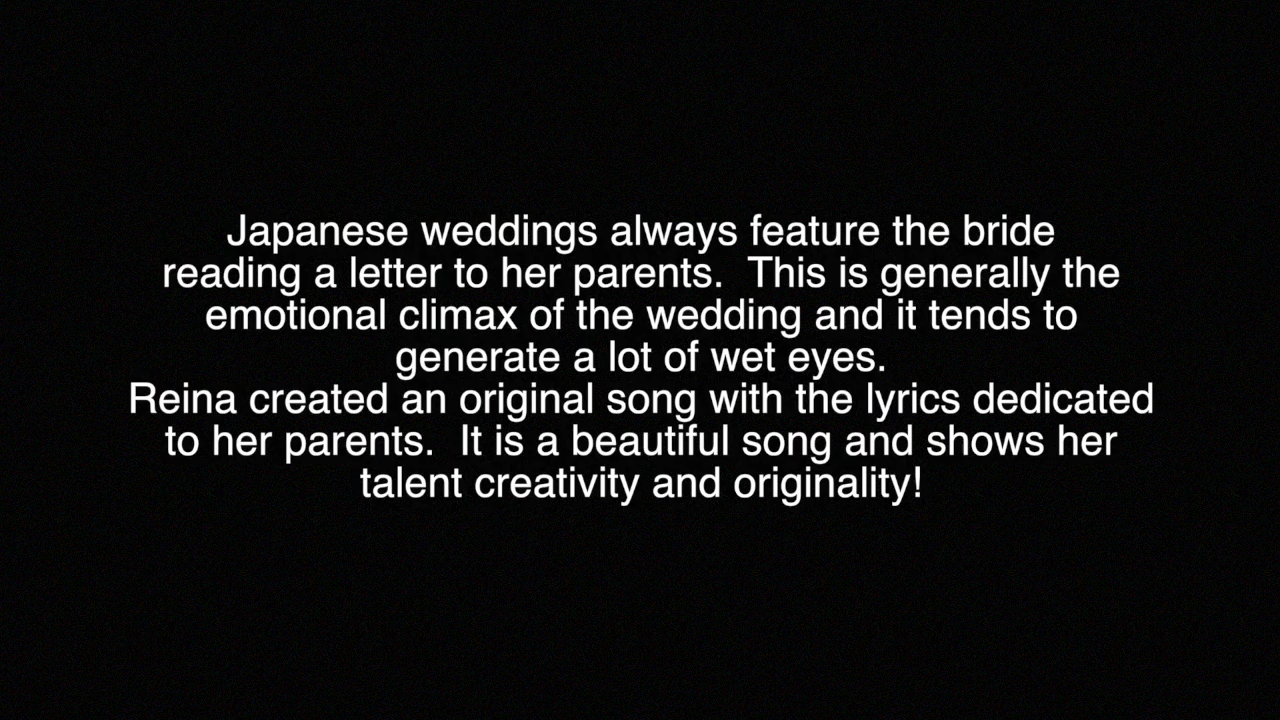 Japanese weddings always feature the bride
reading a letter to her parents.  This is generally the
emotional climax of the wedding and it tends to
generate a lot of wet eyes.
Reina created an original song with the lyrics dedicated
to her parents.  It is a beautiful song and shows her
talent creativity and originality!